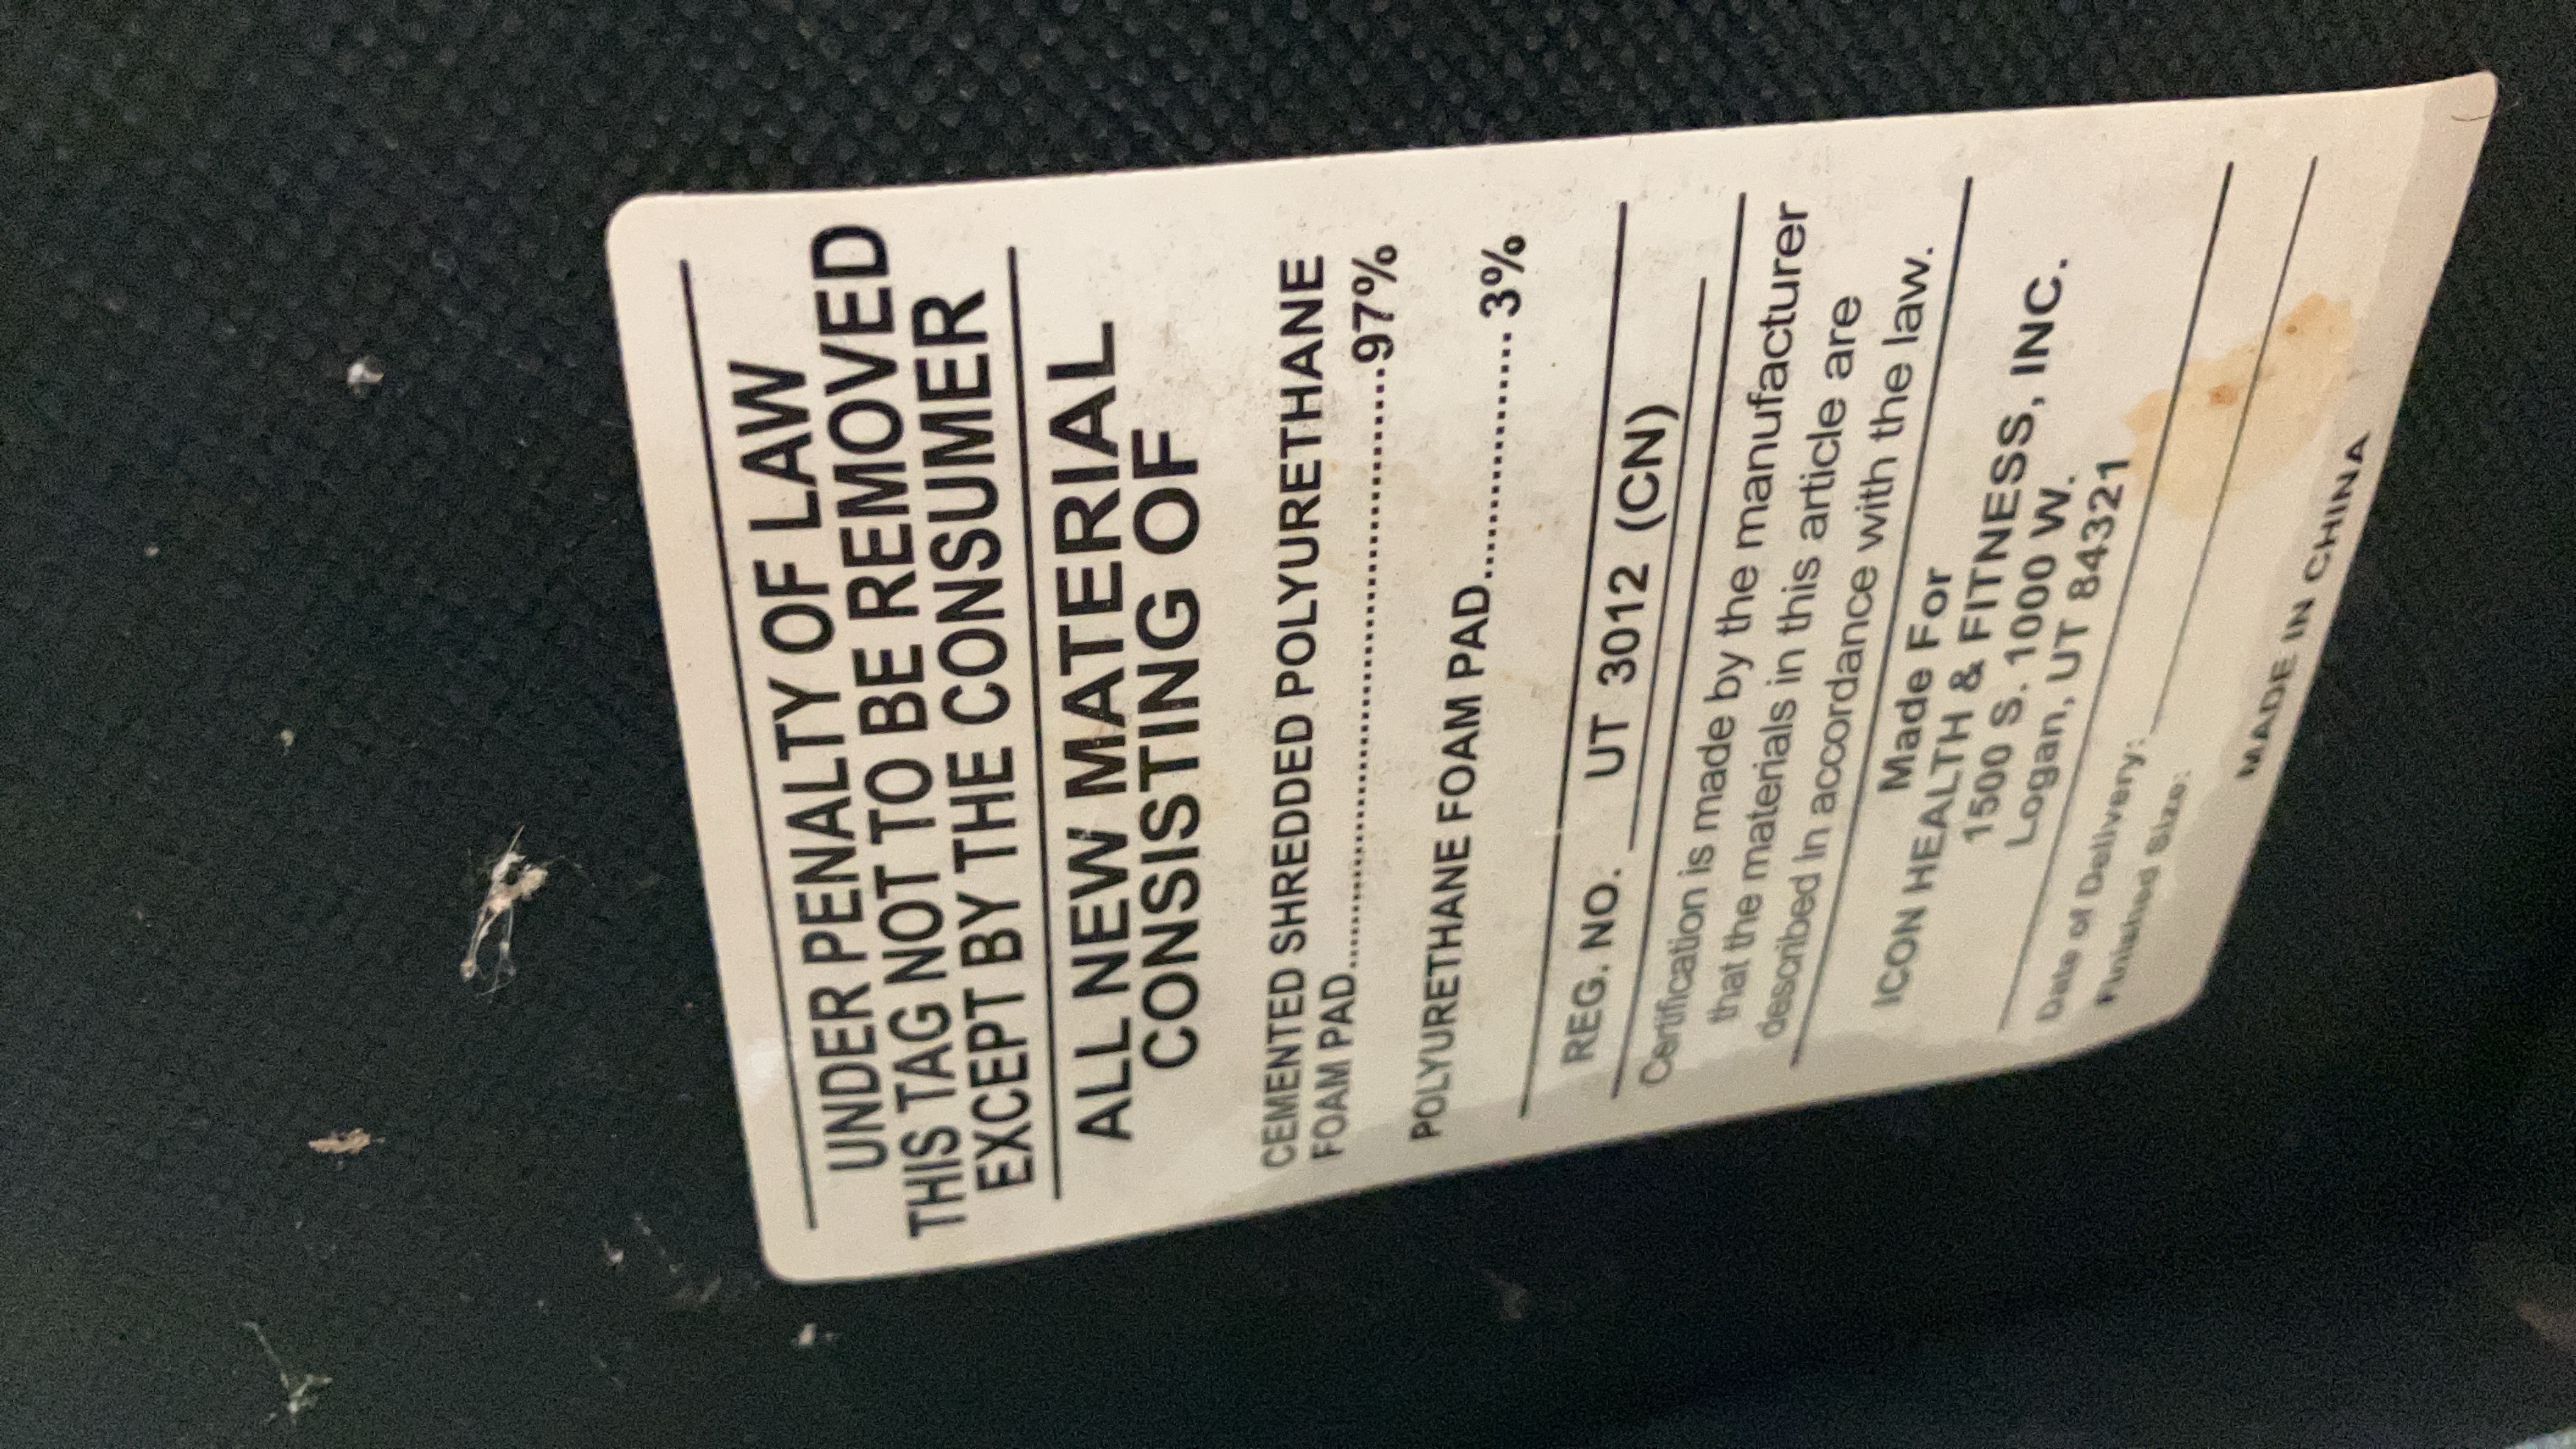 UNDER PENALTY OF LAW
THIS TAG NOT TO BE REMOVED
EXCEPT BY THE CONSUMER
ALL NEW MATERIAL
CONSISTING OF
CEMENTED SHREDDED POLYURETHANE
FOAM PAD..............................97%
POLYURETHANE FOAM PAD............ 3%
REG. NO. UT 3012 (CN)
Certification is made by the manufacturer
that the materials in this article are
described in accordance with the law.
Made For
ICON HEALTH & FITNESS, INC.
1500 S. 1000 W.
Logan, UT 84321
Date of Delivery:
Finished Size:
MADE IN CHINA